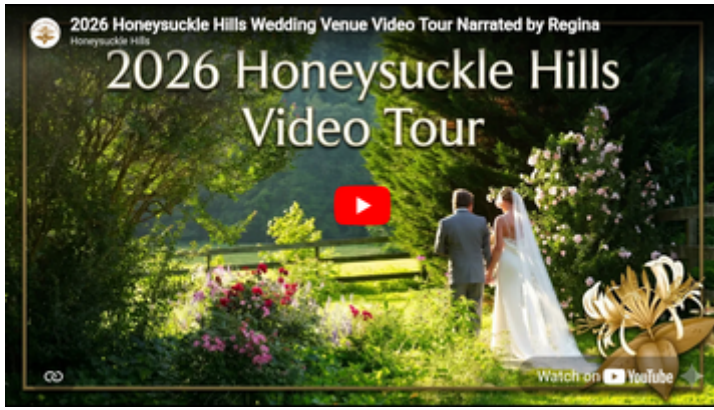 2026 Honeysuckle Hills Wedding Venue Video Tour Narrated by Regina
Honeysuckle Hills
2026 Honeysuckle Hills
Video Tour
Watch on YouTube